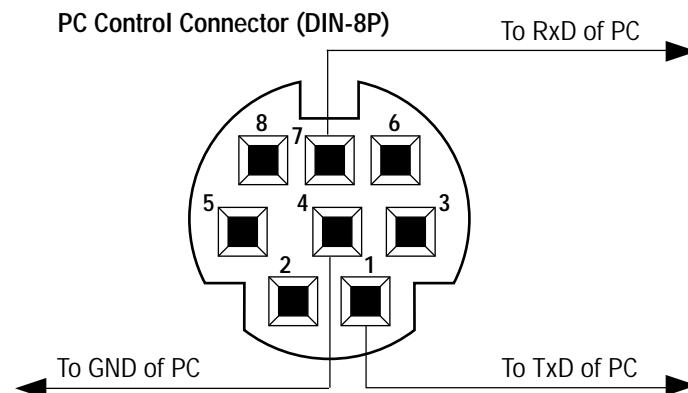 PC Control Connector (DIN-8P)
To RxD of PC
8 7 6
5 4 3
2 1
To GND of PC
To TxD of PC